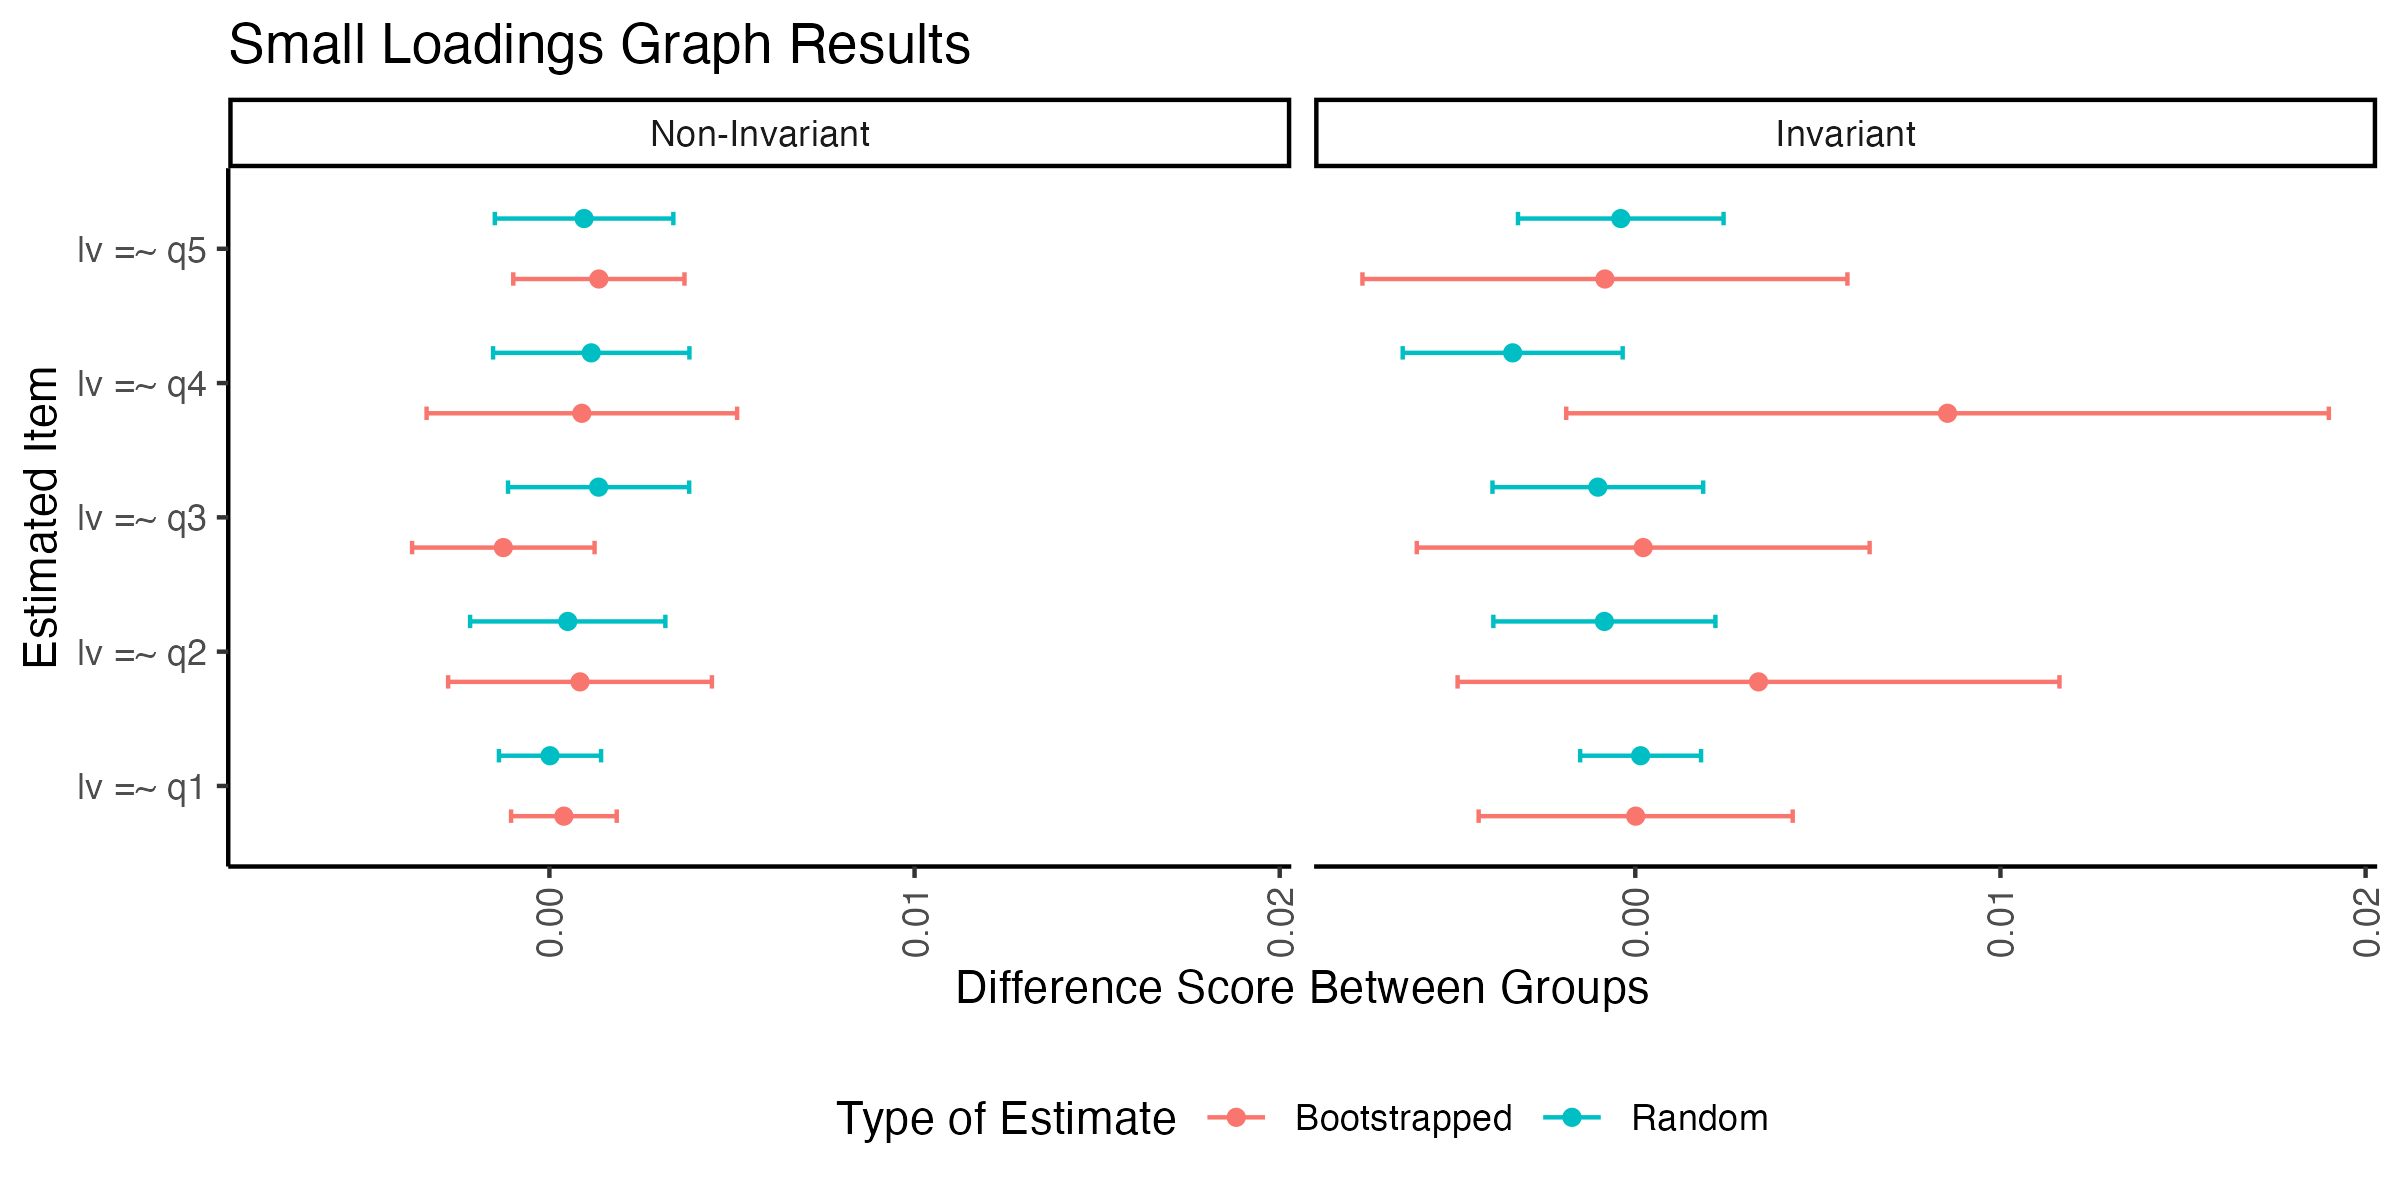 Small Loadings Graph Results
Non-Invariant
Invariant
Estimated Item
lv =~ q5
lv =~ q4
lv =~ q3
lv =~ q2
lv =~ q1
0.00
0.01
0.02
0.00
0.01
0.02
Difference Score Between Groups
Type of Estimate
Bootstrapped
Random